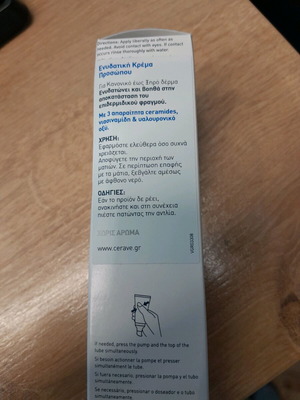 Directions: Apply liberally as often as
needed. Avoid contact with eyes. If contact
occurs rinse thoroughly with water.
Ενυδατική Κρέμα
Προσώπου
Για Κανονικό έως Ξηρό δέρμα
Ενυδατώνει και βοηθά στην
αποκατάσταση του
επιδερμιδικού φραγμού.
Με 3 απαραίτητα ceramides,
νιασιναμίδη & υαλουρονικό
οξύ.
ΧΡΗΣΗ:
Εφαρμόστε ελεύθερα όσο συχνά
χρειάζεται.
Αποφύγετε την περιοχή των
ματιών. Σε περίπτωση επαφής
με τα μάτια, ξεβγάλτε αμέσως
με άφθονο νερό.
ΟΔΗΓΙΕΣ:
Εάν το προϊόν δε ρέει,
ανακινήστε και στη συνέχεια
πιέστε πατώντας την αντλία.
ΧΩΡΙΣ ΑΡΩΜΑ
www.cerave.gr
If needed, press the pump and the top of the
tube simultaneously.
Si besoin actionner la pompe et presser
simultanément le tube.
Si fuera necesario, presionar la pompa y el tubo
simultáneamente.
Se necessário, pressionar o doseador e o tubo
simultaneamente.